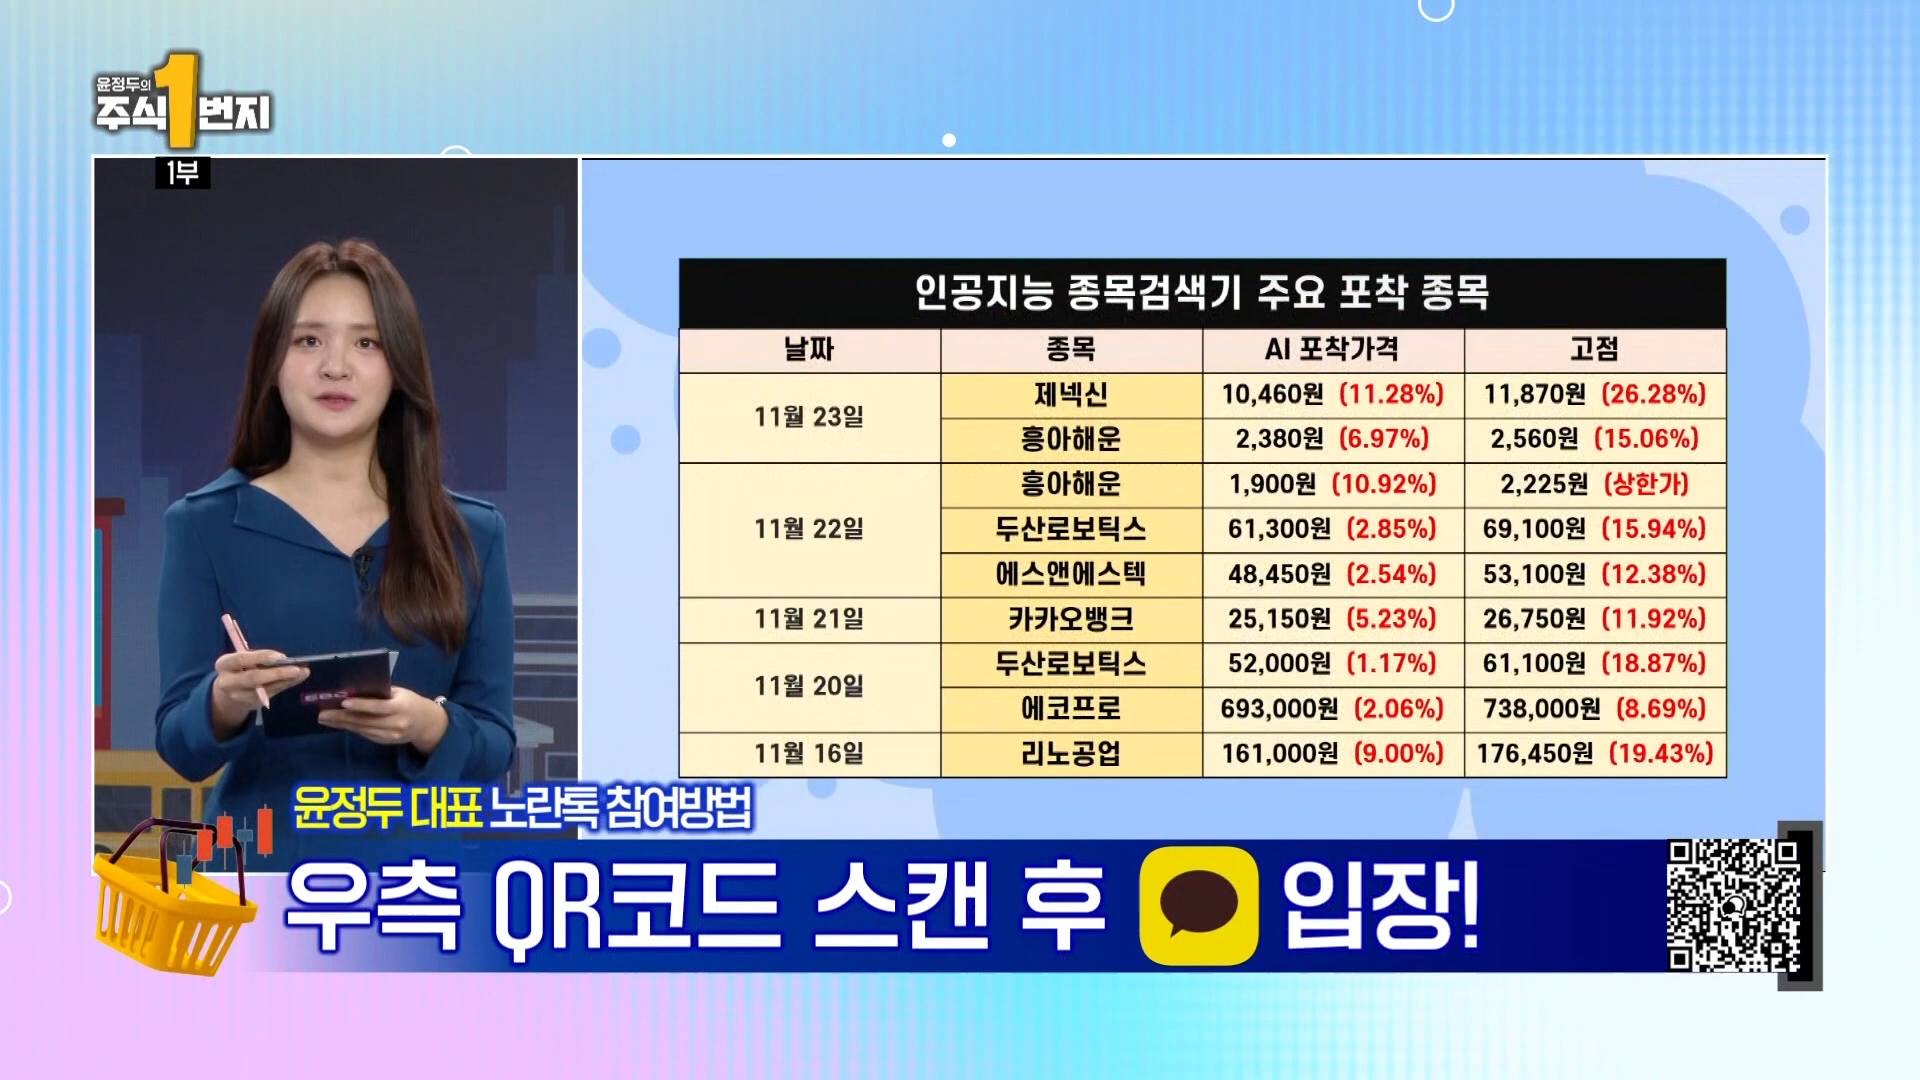 윤정두의
주식1번지
1부
인공지능 종목검색기 주요 포착 종목
날짜 종목 AI 포착가격 고점
11월 23일 제넥신 10,460원 (11.28%) 11,870원 (26.28%)
흥아해운 2,380원 (6.97%) 2,560원 (15.06%)
11월 22일 흥아해운 1,900원 (10.92%) 2,225원 (상한가)
두산로보틱스 61,300원 (2.85%) 69,100원 (15.94%)
에스앤에스텍 48,450원 (2.54%) 53,100원 (12.38%)
11월 21일 카카오뱅크 25,150원 (5.23%) 26,750원 (11.92%)
11월 20일 두산로보틱스 52,000원 (1.17%) 61,100원 (18.87%)
에코프로 693,000원 (2.06%) 738,000원 (8.69%)
11월 16일 리노공업 161,000원 (9.00%) 176,450원 (19.43%)
윤정두 대표 노란톡 참여방법
우측 QR코드 스캔 후 입장!